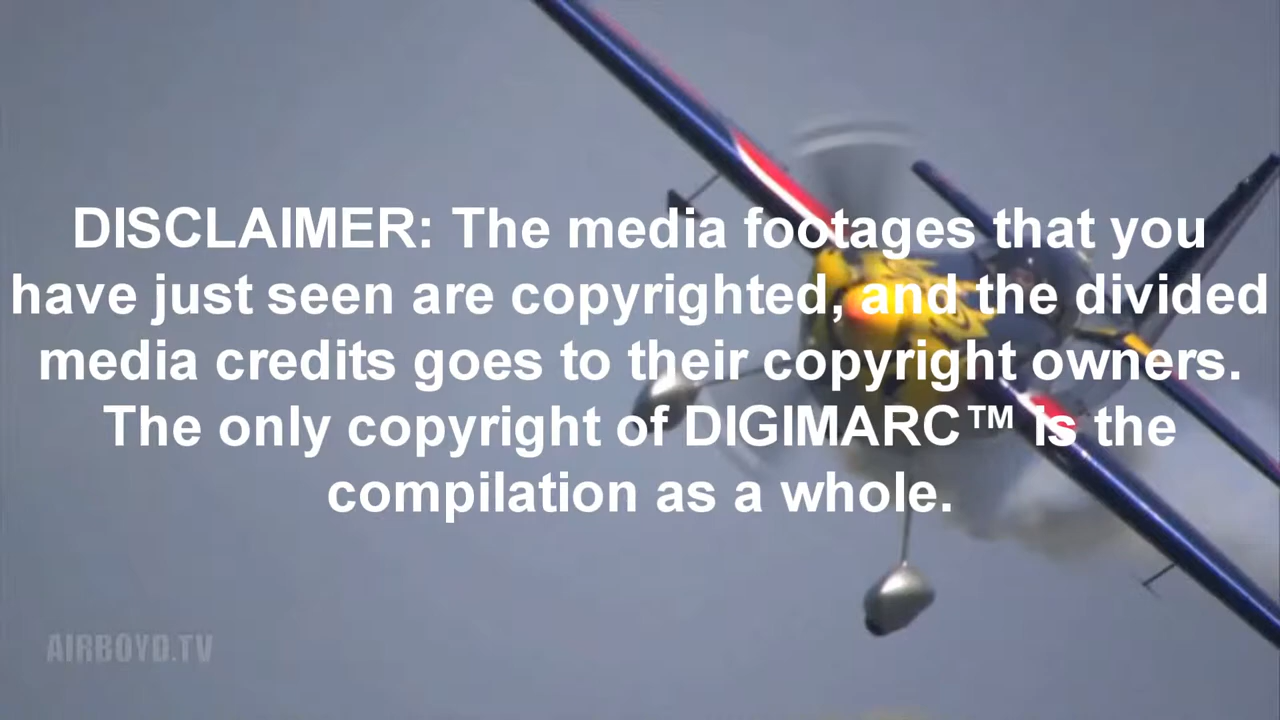 DISCLAIMER: The media footages that you
have just seen are copyrighted, and the divided
media credits goes to their copyright owners.
The only copyright of DIGIMARC™ is the
compilation as a whole.
AIRBOYD.TV